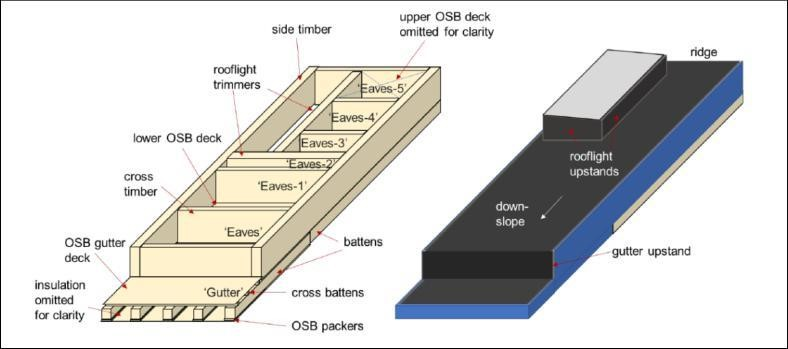 side timber
upper OSB deck
omitted for clarity
rooflight
trimmers
lower OSB deck
cross
timber
OSB gutter
deck
insulation
omitted
for clarity
'Eaves-5'
'Eaves-4'
'Eaves-3'
'Eaves-2'
'Eaves-1'
'Eaves'
'Gutter'
battens
cross battens
OSB packers
ridge
rooflight
upstands
down-
slope
gutter upstand